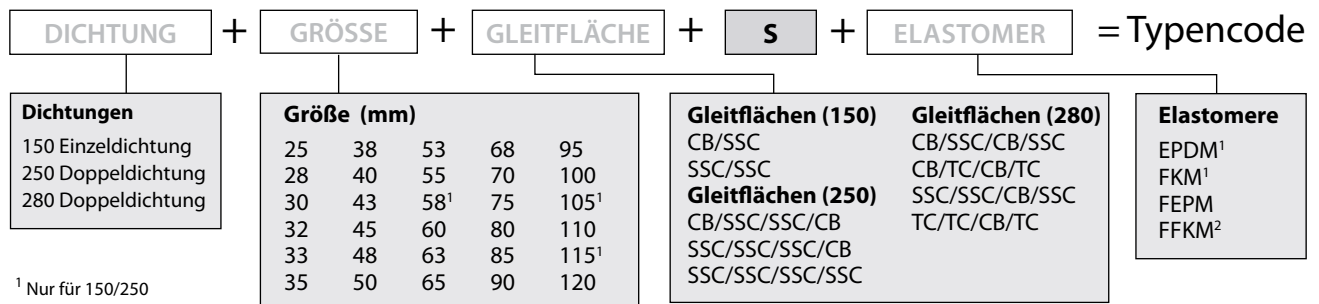 DICHTUNG + GRÖSSE + GLEITFLÄCHE + S + ELASTOMER = Typencode
Dichtungen
150 Einzeldichtung
250 Doppeldichtung
280 Doppeldichtung
Größe (mm)
25 38 53 68 95
28 40 55 70 100
30 43 58¹ 75 105¹
32 45 60 80 110
33 48 63 85 115¹
35 50 65 90 120
Gleitflächen (150)
CB/SSC
SSC/SSC
Gleitflächen (250)
CB/SSC/SSC/CB
SSC/SSC/SSC/CB
SSC/SSC/SSC/SSC
Gleitflächen (280)
CB/SSC/CB/SSC
CB/TC/CB/TC
SSC/SSC/CB/SSC
TC/TC/CB/TC
Elastomere
EPDM¹
FKM¹
FEPM
FFKM²
¹ Nur für 150/250